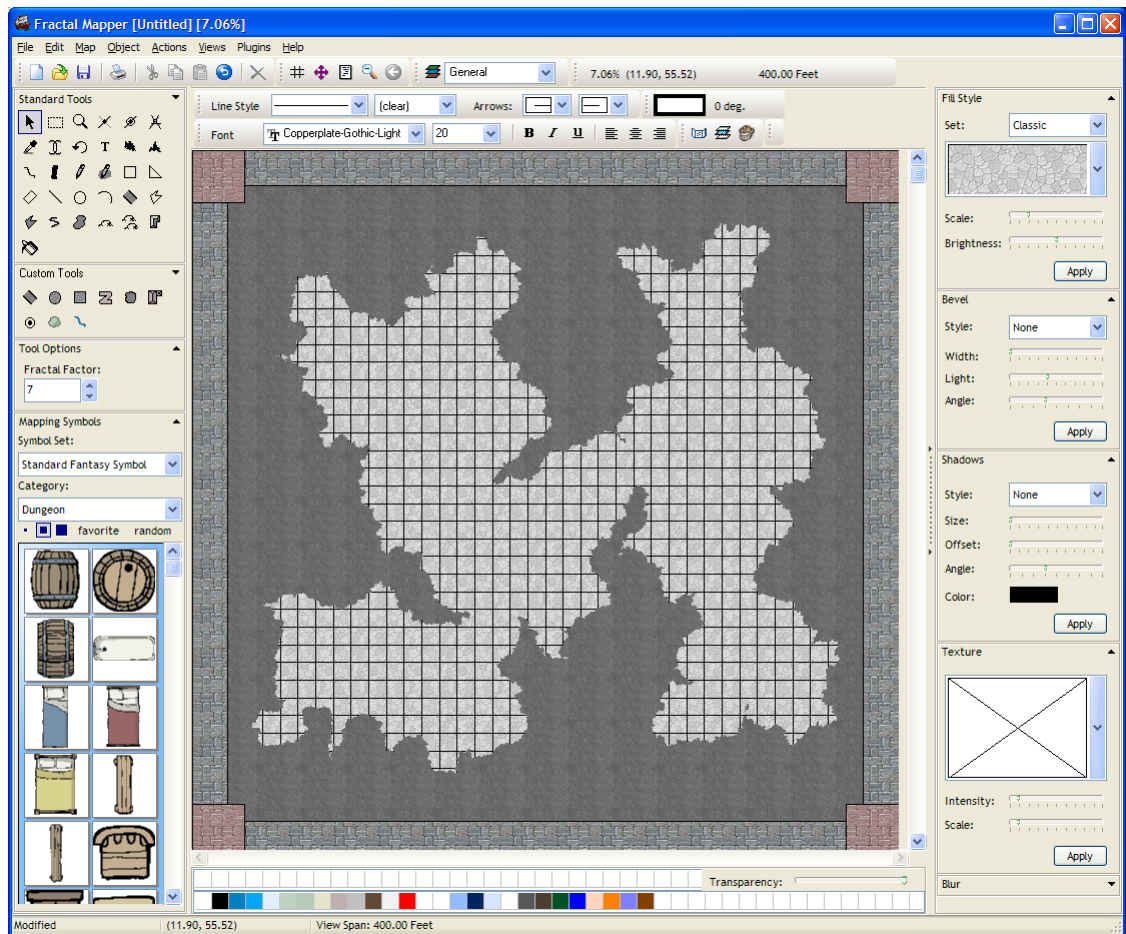 Fractal Mapper [Untitled] [7.06%]
File Edit Map Object Actions Views Plugins Help
General 7.06% (11.90, 55.52) 400.00 Feet
Standard Tools
Line Style (clear) Arrows: 0 deg.
Font Copperplate-Gothic-Light 20 B I U
Custom Tools
Tool Options
Fractal Factor:
7
Mapping Symbols
Symbol Set:
Standard Fantasy Symbol
Category:
Dungeon
favorite random
Fill Style
Set: Classic
Scale:
Brightness:
Apply
Bevel
Style: None
Width:
Light:
Angle:
Apply
Shadows
Style: None
Size:
Offset:
Angle:
Color:
Apply
Texture
Intensity:
Scale:
Apply
Blur
Transparency:
Modified (11.90, 55.52) View Span: 400.00 Feet